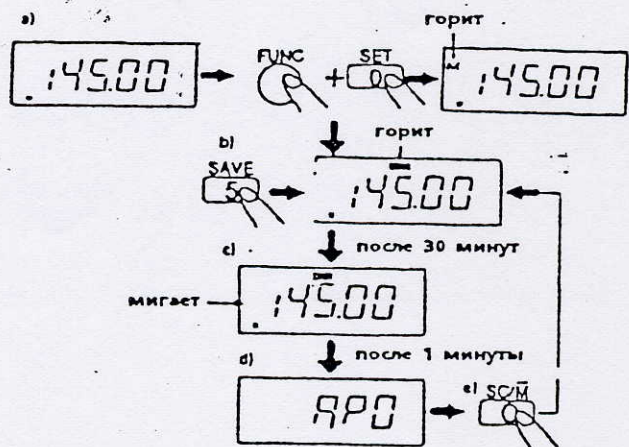 a)
горит
145.00
FUNC
+
SET
0
M
145.00
b)
горит
SAVE
5
145.00
после 30 минут
c)
мигает
145.00
после 1 минуты
d)
APO
e)
SC/M